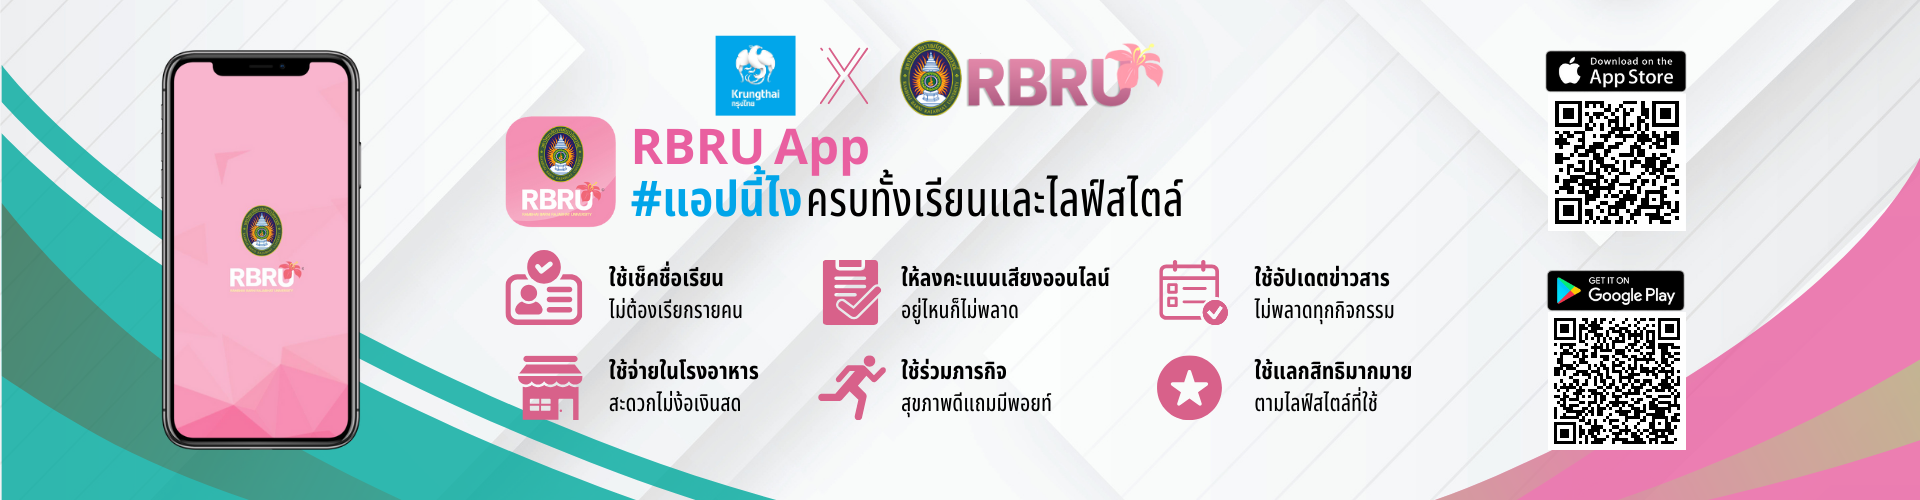 Krungthai
กรุงไทย
RBRU
RBRU App
#แอปนี้ไง ครบทั้งเรียนและไลฟ์สไตล์
RBRU
RBRU
ใช้เช็คชื่อเรียน
ไม่ต้องเรียกรายคน
ให้ลงคะแนนเสียงออนไลน์
อยู่ไหนก็ไม่พลาด
ใช้อัปเดตข่าวสาร
ไม่พลาดทุกกิจกรรม
ใช้จ่ายในโรงอาหาร
สะดวกไม่ง้อเงินสด
ใช้ร่วมภารกิจ
สุขภาพดีแถมมีพอยท์
ใช้แลกสิทธิมากมาย
ตามไลฟ์สไตล์ที่ใช้
Download on the
App Store
GET IT ON
Google Play